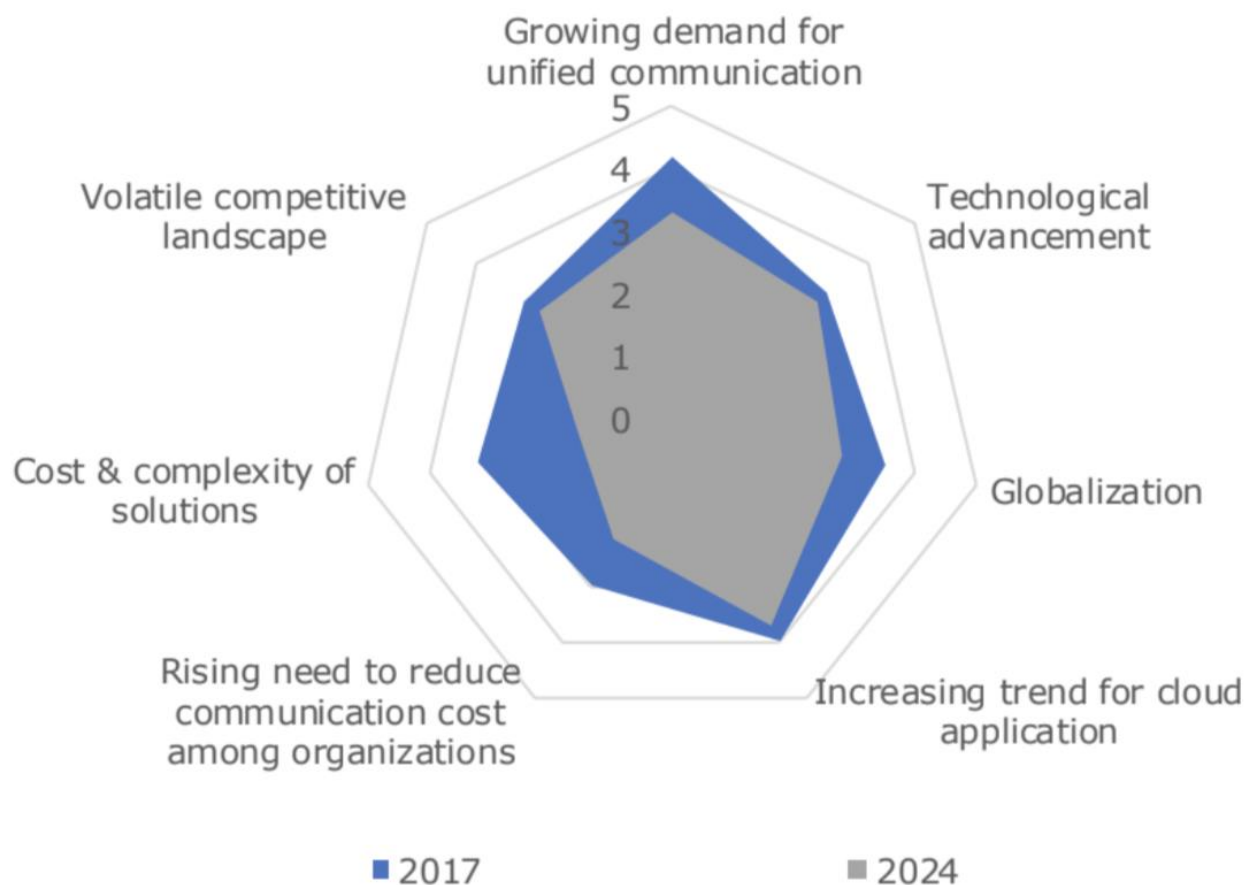 Growing demand for
unified communication
5
4
3
2
1
0
Volatile competitive
landscape
Technological
advancement
Cost & complexity of
solutions
Globalization
Rising need to reduce
communication cost
among organizations
Increasing trend for cloud
application
2017
2024